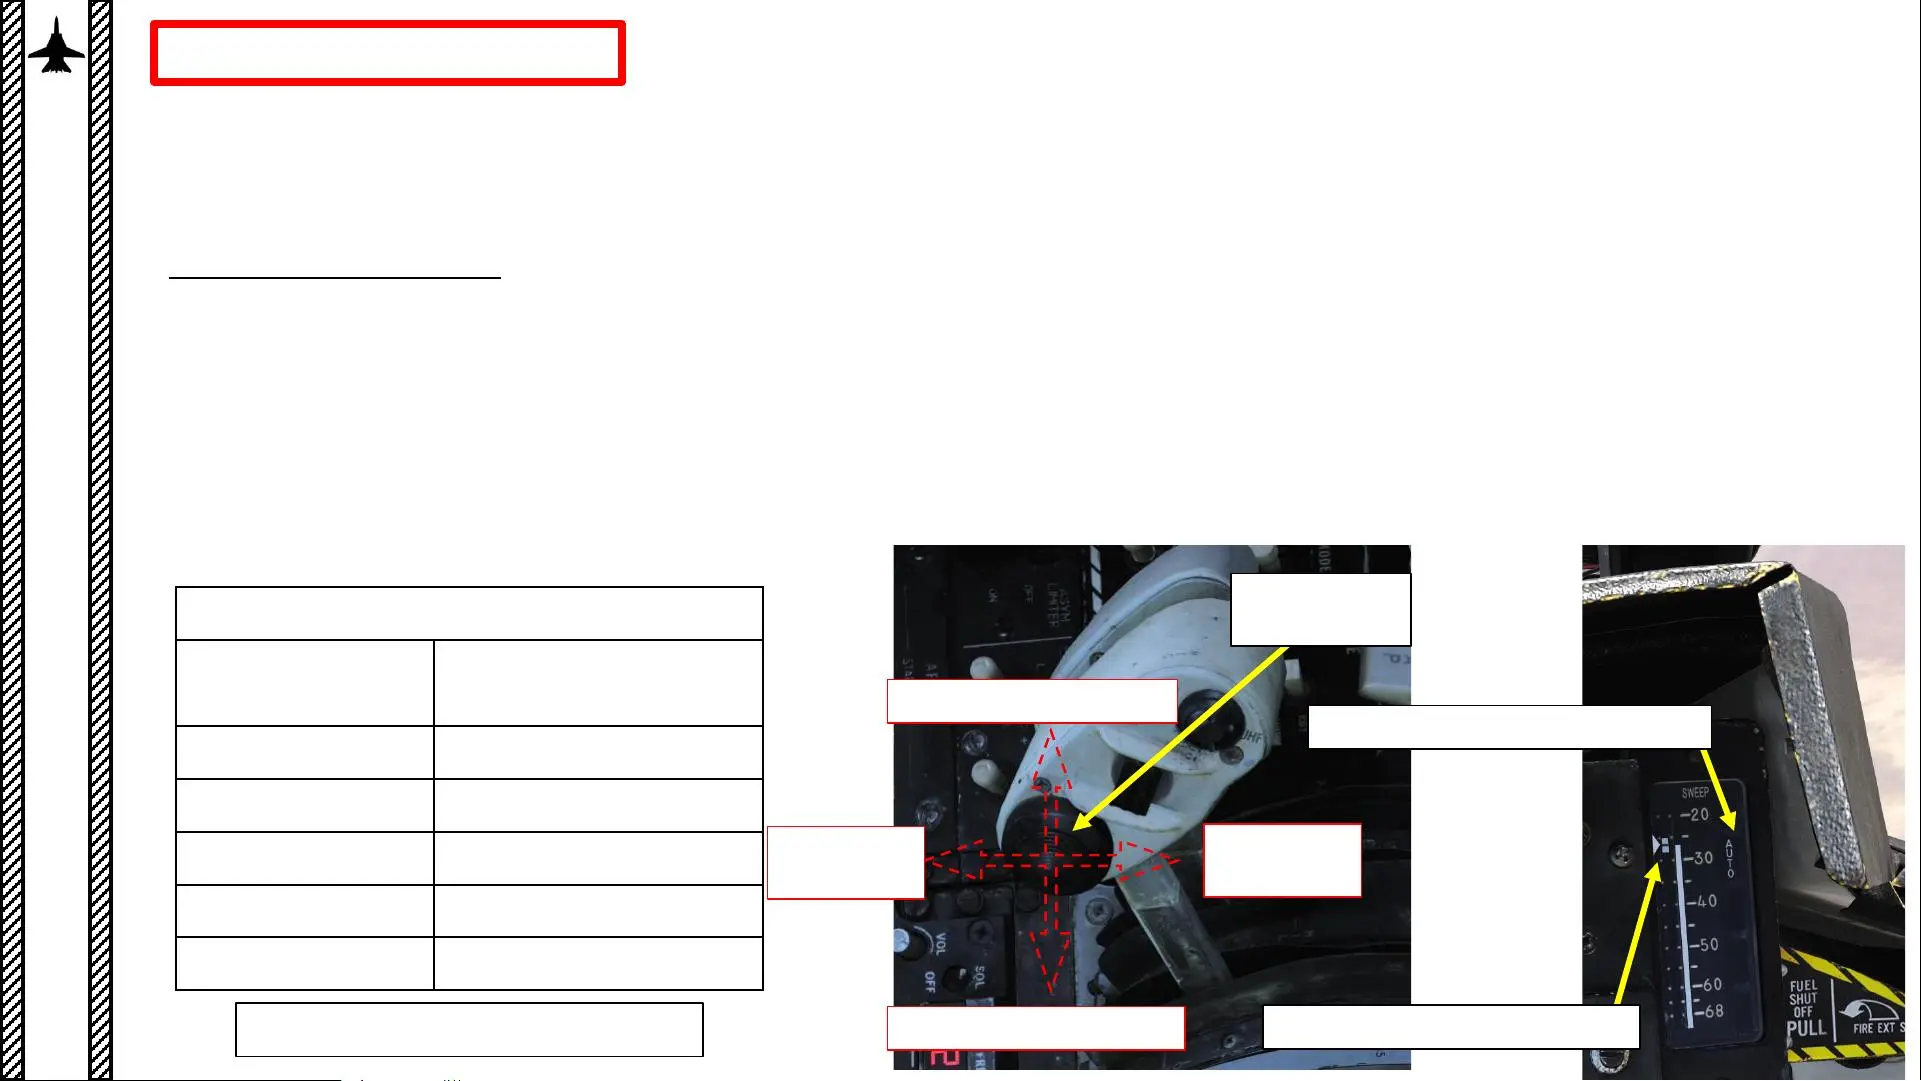 MODE
ASYM
LIMITER
OFF
ON
UHF
VOL
OFF
SQL
2
SWEEP
20
30
40
50
60
68
AUTO
FUEL
SHUT
OFF
PULL
FIRE EXT